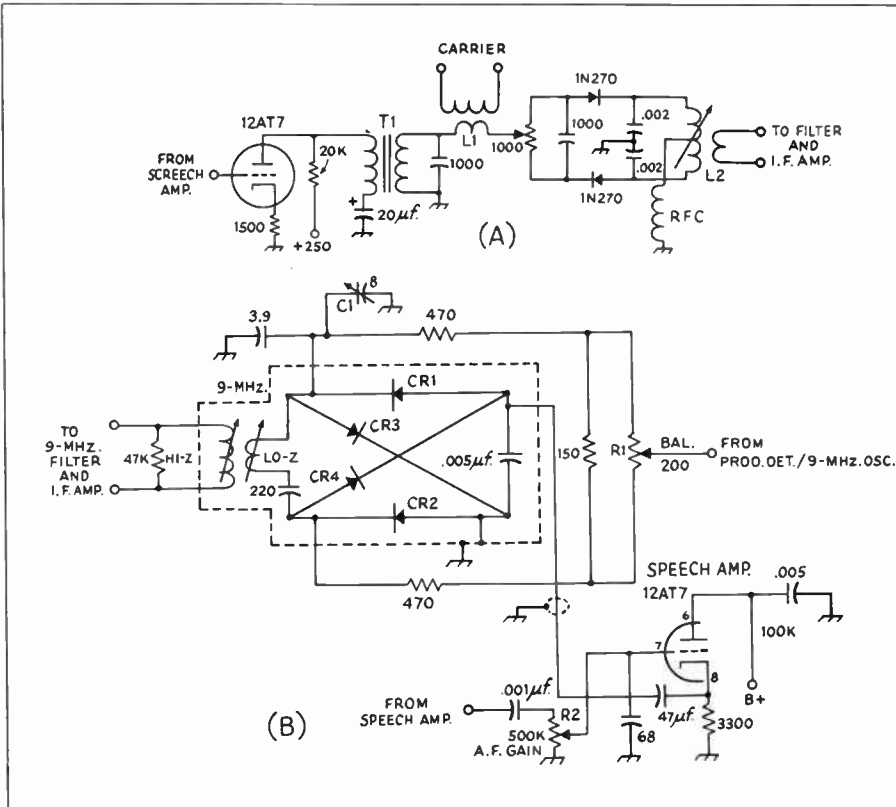 CARRIER
12AT7
T1
1N270
20K
L1
1000
1000
1000
.002
.002
FROM
SCREECH
AMP.
TO FILTER
AND
I.F. AMP.
L2
1500
+250
+
20µf.
1N270
RFC
(A)
8
C1
3.9
470
9-MHz.
CR1
CR3
TO
9-MHz.
FILTER
AND
I.F. AMP.
47K
HI-Z
LO-Z
CR4
.005µf
150
R1
BAL.
200
FROM
PROD.DET./9-MHz.OSC.
220
CR2
470
SPEECH AMP.
12AT7
.005
6
7
8
100K
B+
FROM
SPEECH AMP.
.001µf.
R2
500K
A.F. GAIN
68
47µf.
3300
(B)